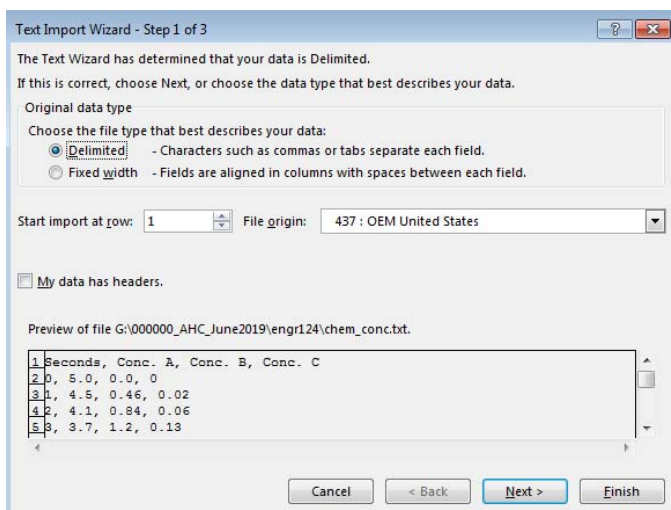 Text Import Wizard - Step 1 of 3
The Text Wizard has determined that your data is Delimited.
If this is correct, choose Next, or choose the data type that best describes your data.
Original data type
Choose the file type that best describes your data:
Delimited - Characters such as commas or tabs separate each field.
Fixed width - Fields are aligned in columns with spaces between each field.
Start import at row: 1 File origin: 437 : OEM United States
My data has headers.
Preview of file G:\000000_AHC_June2019\engr124\chem_conc.txt.
1 Seconds, Conc. A, Conc. B, Conc. C
2 0, 5.0, 0.0, 0
3 1, 4.5, 0.46, 0.02
4 2, 4.1, 0.84, 0.06
5 3, 3.7, 1.2, 0.13
Cancel < Back Next > Finish